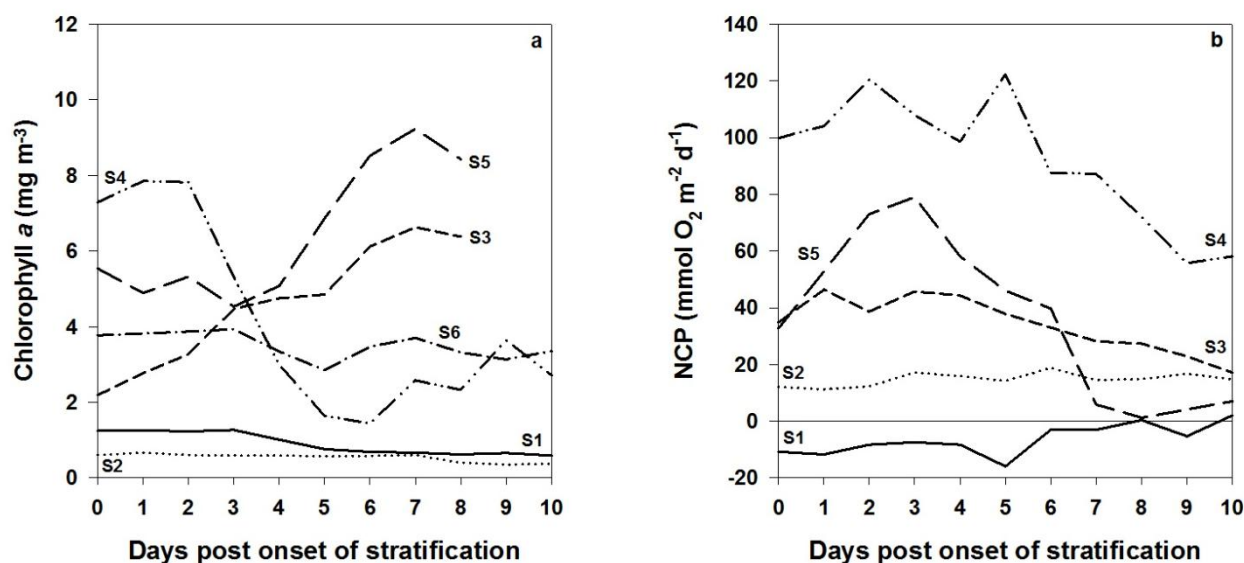 a
12
10
8
6
4
2
0
Chlorophyll a (mg m⁻³)
S4
S5
S3
S6
S1
S2
0 1 2 3 4 5 6 7 8 9 10
Days post onset of stratification
b
140
120
100
80
60
40
20
0
-20
NCP (mmol O₂ m⁻² d⁻¹)
S5
S4
S3
S2
S1
0 1 2 3 4 5 6 7 8 9 10
Days post onset of stratification